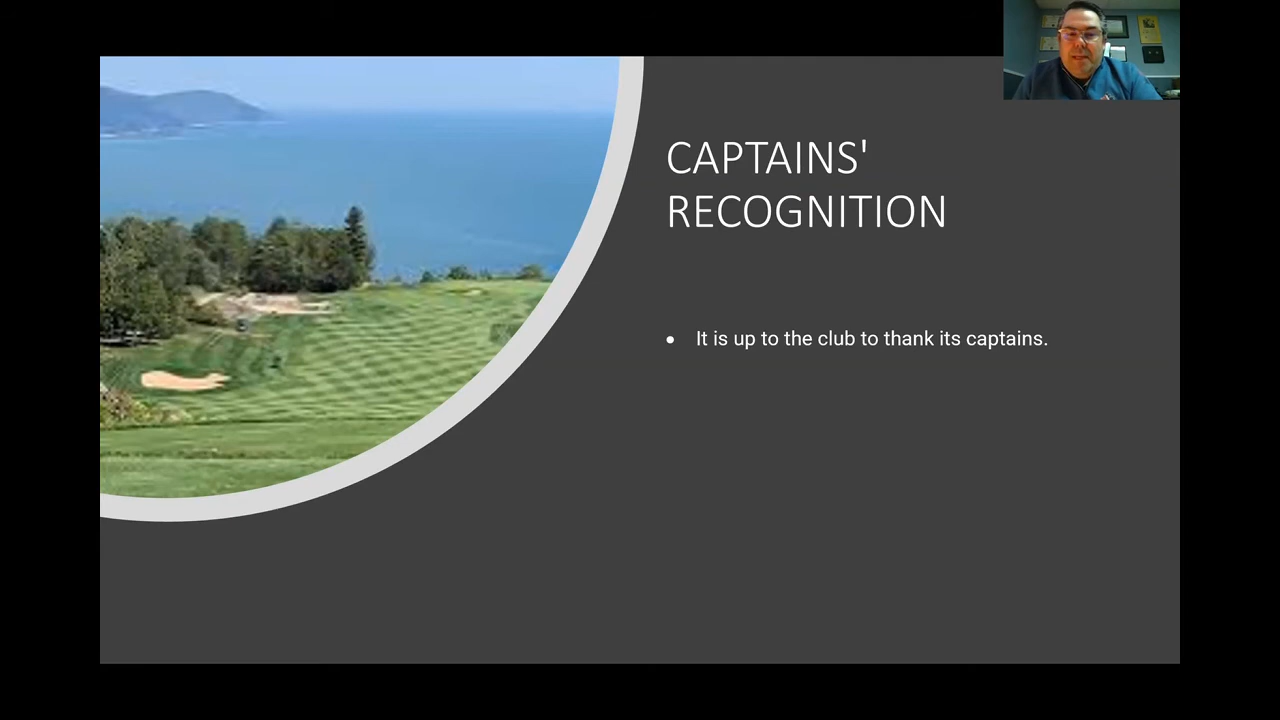 CAPTAINS'
RECOGNITION
• It is up to the club to thank its captains.